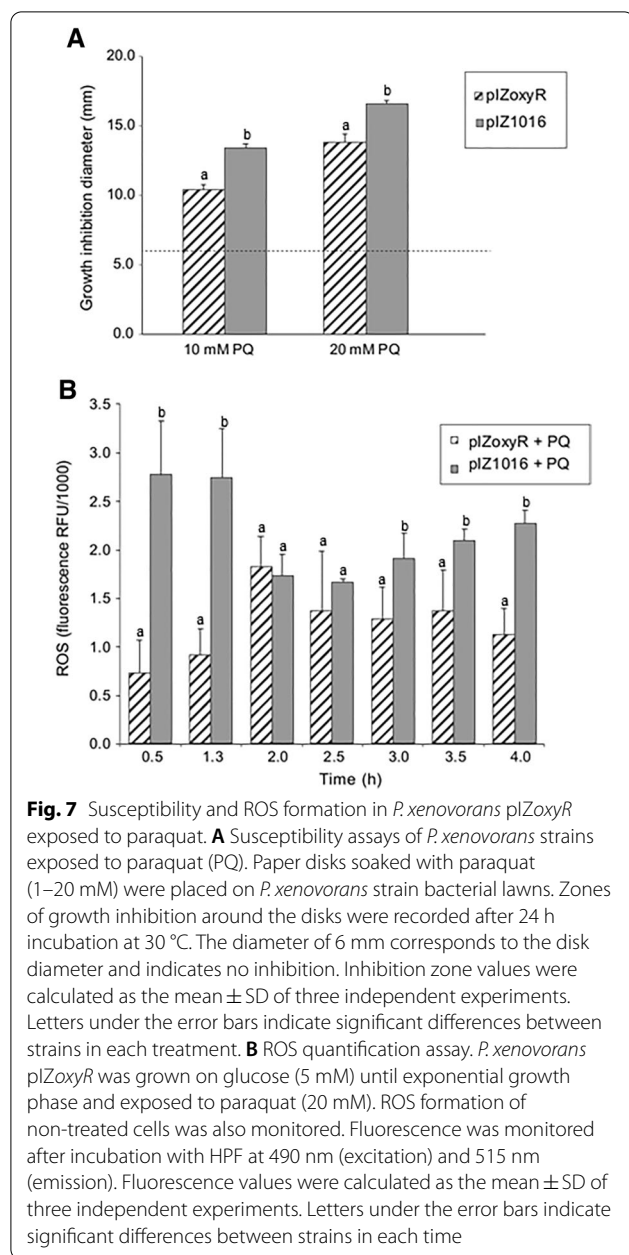 A
20.0
15.0
10.0
5.0
0.0
Growth inhibition diameter (mm)
a
b
a
b
10 mM PQ
20 mM PQ
pIZoxyR
pIZ1016
B
3.5
3.0
2.5
2.0
1.5
1.0
0.5
0.0
ROS (fluorescence RFU/1000)
a
b
a
b
a
a
a
a
a
b
a
b
a
b
pIZoxyR + PQ
pIZ1016 + PQ
0.5 1.3 2.0 2.5 3.0 3.5 4.0
Time (h)
Fig. 7 Susceptibility and ROS formation in P. xenovorans pIZoxyR
exposed to paraquat. A Susceptibility assays of P. xenovorans strains
exposed to paraquat (PQ). Paper disks soaked with paraquat
(1–20 mM) were placed on P. xenovorans strain bacterial lawns. Zones
of growth inhibition around the disks were recorded after 24 h
incubation at 30 °C. The diameter of 6 mm corresponds to the disk
diameter and indicates no inhibition. Inhibition zone values were
calculated as the mean ± SD of three independent experiments.
Letters under the error bars indicate significant differences between
strains in each treatment. B ROS quantification assay. P. xenovorans
pIZoxyR was grown on glucose (5 mM) until exponential growth
phase and exposed to paraquat (20 mM). ROS formation of
non-treated cells was also monitored. Fluorescence was monitored
after incubation with HPF at 490 nm (excitation) and 515 nm
(emission). Fluorescence values were calculated as the mean ± SD of
three independent experiments. Letters under the error bars indicate
significant differences between strains in each time